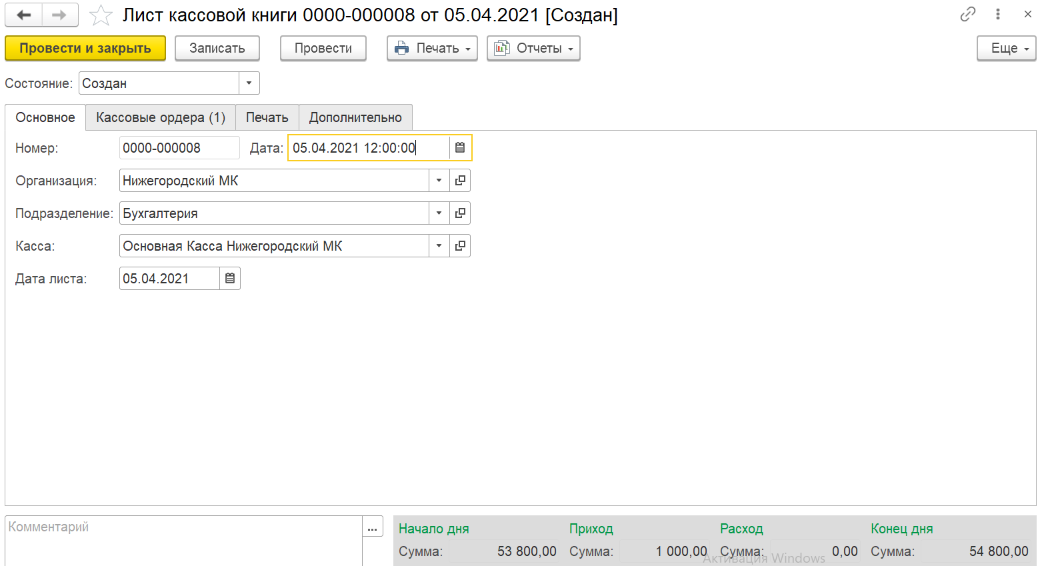 Лист кассовой книги 0000-000008 от 05.04.2021 [Создан]
Провести и закрыть Записать Провести Печать Отчеты Еще
Состояние: Создан
Основное Кассовые ордера (1) Печать Дополнительно
Номер: 0000-000008 Дата: 05.04.2021 12:00:00
Организация: Нижегородский МК
Подразделение: Бухгалтерия
Касса: Основная Касса Нижегородский МК
Дата листа: 05.04.2021
Комментарий ...
Начало дня Приход Расход Конец дня
Сумма: 53 800,00 Сумма: 1 000,00 Сумма: 0,00 Сумма: 54 800,00
Активация Windows